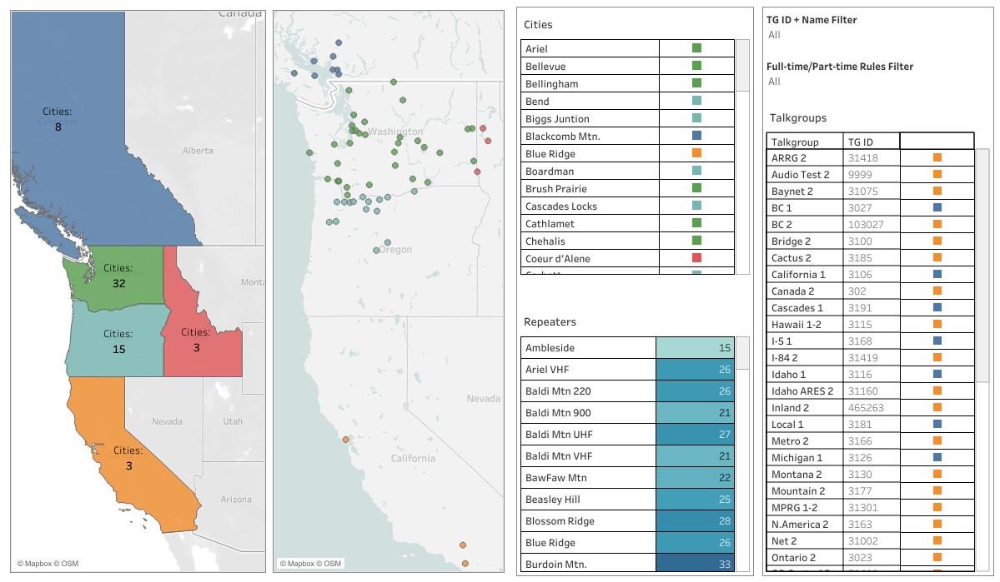 Canada
Cities:
8
Columbia
Alberta
Cities:
32
Monta
Cities:
15
Cities:
3
Nevada
Utah
Cities:
3
Arizona
© Mapbox © OSM
Washington
Oregon
Nevada
California
© Mapbox © OSM
Cities
Ariel
Bellevue
Bellingham
Bend
Biggs Juntion
Blackcomb Mtn.
Blue Ridge
Boardman
Brush Prairie
Cascades Locks
Cathlamet
Chehalis
Coeur d'Alene
Repeaters
Ambleside 15
Ariel VHF 26
Baldi Mtn 220 26
Baldi Mtn 900 21
Baldi Mtn UHF 27
Baldi Mtn VHF 21
BawFaw Mtn 22
Beasley Hill 25
Blossom Ridge 28
Blue Ridge 26
Burdoin Mtn. 33
TG ID + Name Filter
All
Full-time/Part-time Rules Filter
All
Talkgroups
Talkgroup TG ID
ARRG 2 31418
Audio Test 2 9999
Baynet 2 31075
BC 1 3027
BC 2 103027
Bridge 2 3100
Cactus 2 3185
California 1 3106
Canada 2 302
Cascades 1 3191
Hawaii 1-2 3115
I-5 1 3168
I-84 2 31419
Idaho 1 3116
Idaho ARES 2 31160
Inland 2 465263
Local 1 3181
Metro 2 3166
Michigan 1 3126
Montana 2 3130
Mountain 2 3177
MPRG 1-2 31301
N.America 2 3163
Net 2 31002
Ontario 2 3023